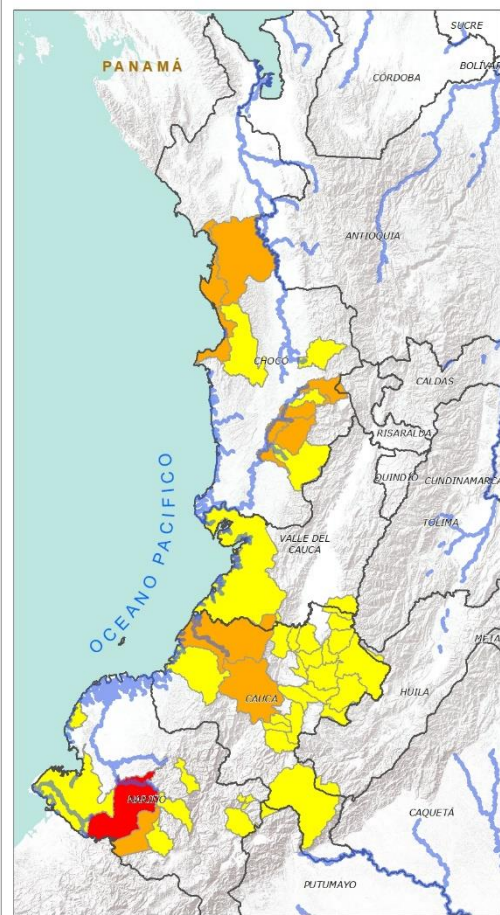 SUCRE
PANAMÁ
BOLÍVAR
CÓRDOBA
ANTIOQUIA
CHOCÓ
CALDAS
RISARALDA
OCEANO PACÍFICO
QUINDÍO
CUNDINAMARCA
TOLIMA
VALLE DEL
CAUCA
META
HUILA
CAUCA
NARIÑO
CAQUETÁ
PUTUMAYO